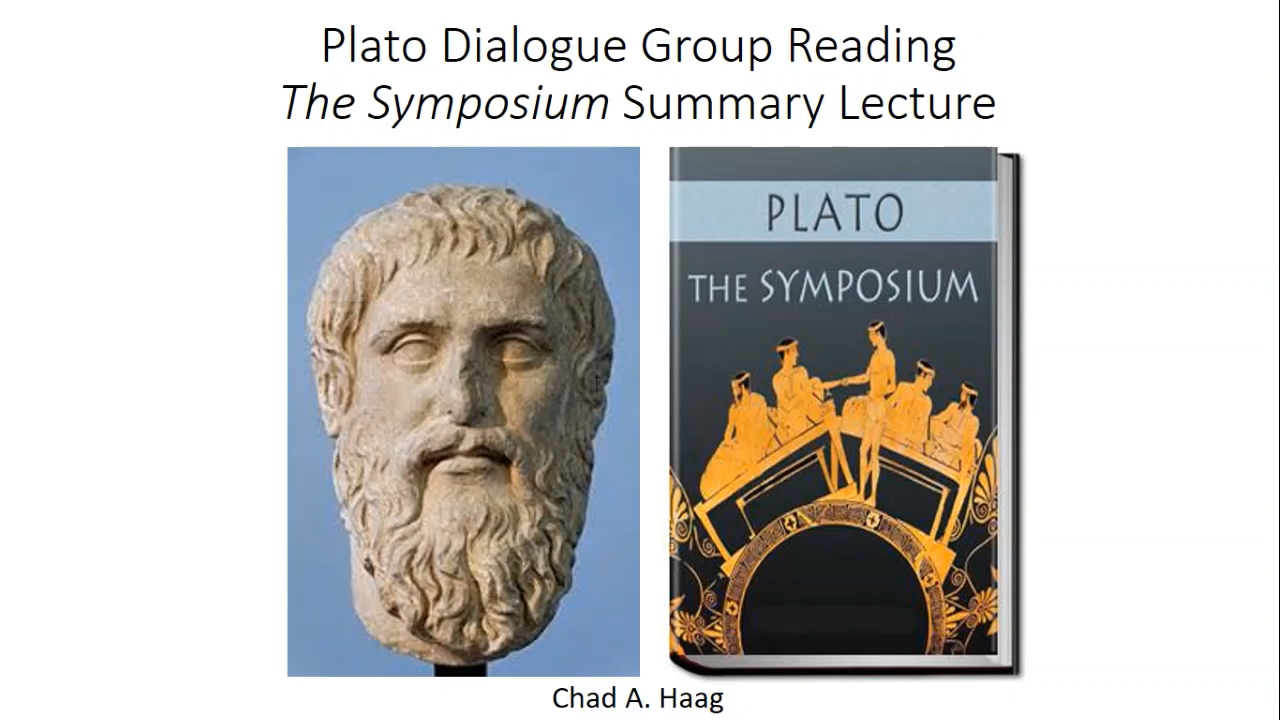 Plato Dialogue Group Reading
The Symposium Summary Lecture
PLATO
THE SYMPOSIUM
Chad A. Haag